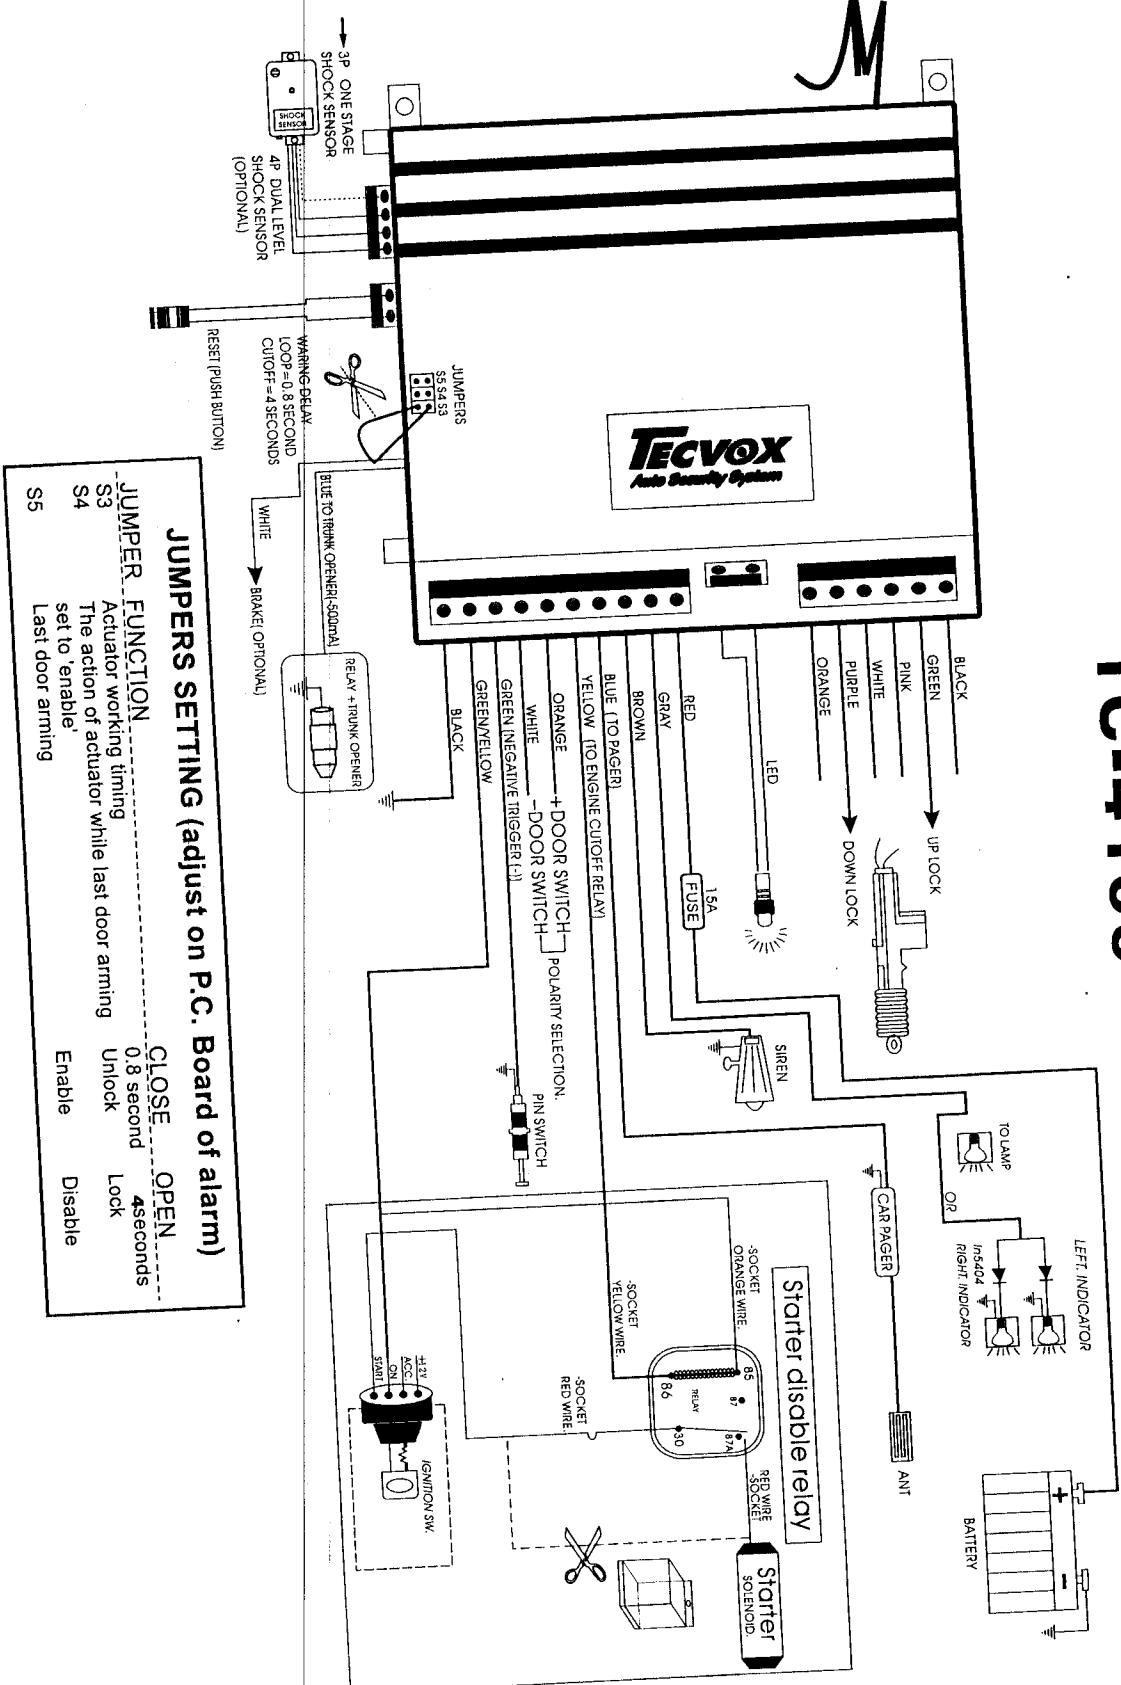 3P ONE STAGE
SHOCK SENSOR
SHOCK
SENSOR
4P DUAL LEVEL
SHOCK SENSOR
(OPTIONAL)
RESET (PUSH BUTTON)
WARING DELAY
LOOP=0.8 SECOND
CUTOFF=4 SECONDS
JUMPERS
S5 S4 S3
TECVOX
Auto Security System
WHITE
BRAKE( OPTIONAL)
BLUE TO TRUNK OPENER(-500mA)
RELAY +TRUNK OPENER
BLACK
GREEN
PINK
WHITE
PURPLE
ORANGE
UP LOCK
DOWN LOCK
LED
RED
15A
FUSE
GRAY
BROWN
BLUE ( TO PAGER)
YELLOW (TO ENGINE CUTOFF RELAY)
ORANGE
+DOOR SWITCH
WHITE
-DOOR SWITCH
POLARITY SELECTION.
GREEN (NEGATIVE TRIGGER (-))
GREEN/YELLOW
BLACK
SIREN
PIN SWITCH
TO LAMP
OR
LEFT. INDICATOR
In5404
RIGHT. INDICATOR
CAR PAGER
ANT
BATTERY
+
-
Starter disable relay
-SOCKET
ORANGE WIRE.
-SOCKET
YELLOW WIRE.
-SOCKET
RED WIRE.
85
87
RELAY
86
87A
30
RED WIRE
-SOCKET
Starter
SOLENOID.
+12V
ACC.
ON
START
IGNITION SW.
JUMPERS SETTING (adjust on P.C. Board of alarm)
JUMPER FUNCTION CLOSE OPEN
S3 Actuator working timing 0.8 second 4seconds
S4 The action of actuator while last door arming Unlock Lock
set to 'enable'
S5 Last door arming Enable Disable